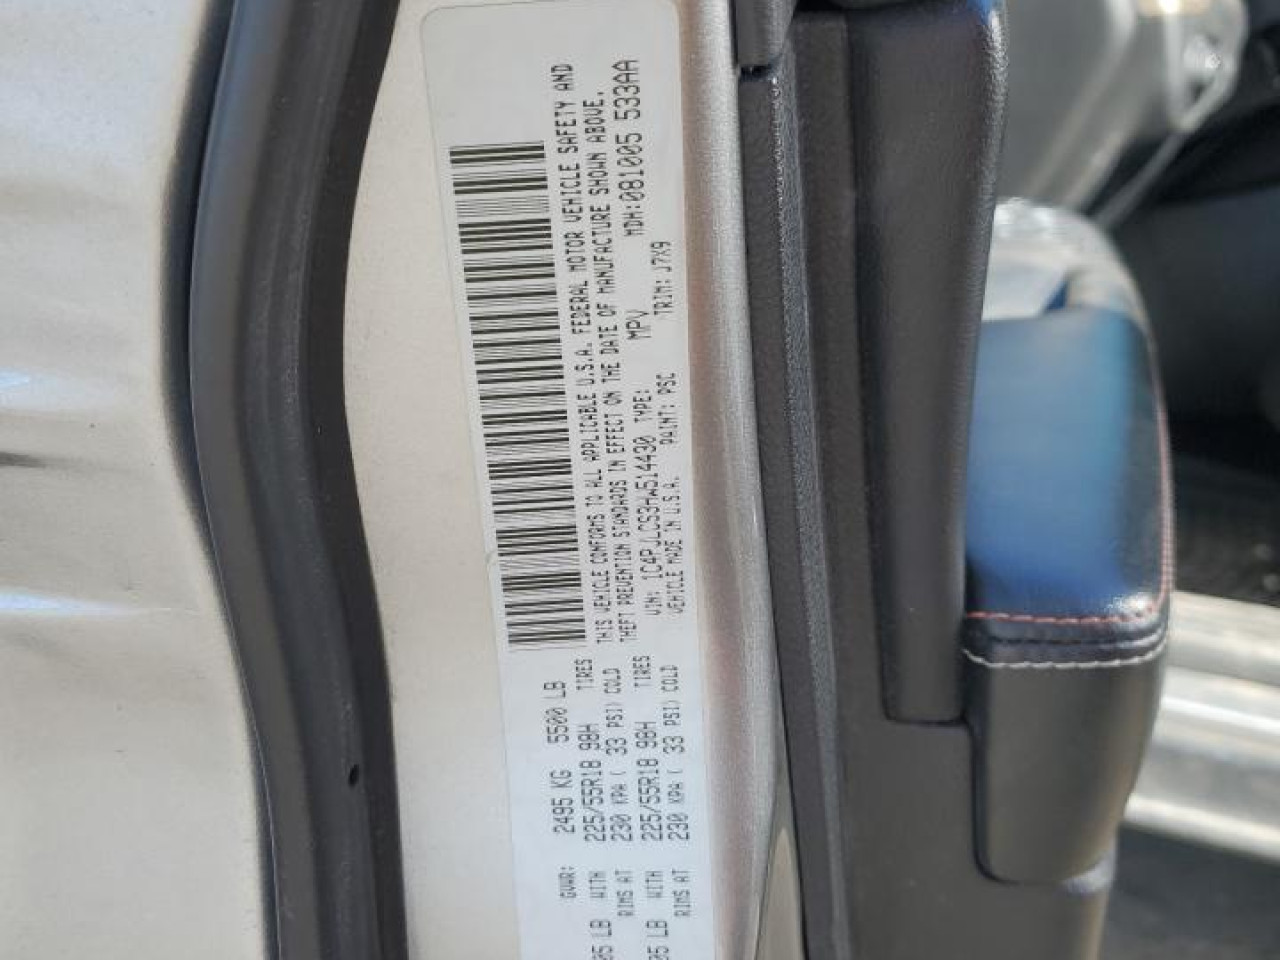 GVWR: 2495 KG 5500 LB
05 LB WITH 225/55R18 98H TIRES
RIMS AT 230 KPA ( 33 PSI) COLD
05 LB WITH 225/55R18 98H TIRES
RIMS AT 230 KPA ( 33 PSI) COLD
THIS VEHICLE CONFORMS TO ALL APPLICABLE U.S.A. FEDERAL MOTOR VEHICLE SAFETY AND
THEFT PREVENTION STANDARDS IN EFFECT ON THE DATE OF MANUFACTURE SHOWN ABOVE.
VIN: 1C4PJLCS3HW514430 TYPE: MPV MDH:081005 533AA
VEHICLE MADE IN U.S.A. PAINT: PSC TRIM: J7X9